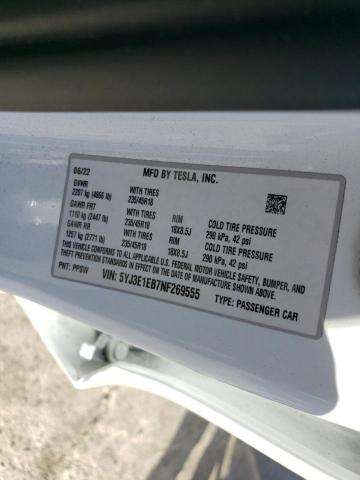 06/22 MFD BY TESLA, INC.
GVWR
2207 kg (4866 lb) WITH TIRES 235/45R18
GAWR FRT
1110 kg (2447 lb) WITH TIRES 235/45R18 RIM 18X8.5J COLD TIRE PRESSURE 290 kPa, 42 psi
GAWR RR
1257 kg (2771 lb) WITH TIRES 235/45R18 RIM 18X8.5J COLD TIRE PRESSURE 290 kPa, 42 psi
THIS VEHICLE CONFORMS TO ALL APPLICABLE U.S. FEDERAL MOTOR VEHICLE SAFETY, BUMPER, AND
THEFT PREVENTION STANDARDS IN EFFECT ON THE DATE OF MANUFACTURE SHOWN ABOVE.
PNT: PPSW VIN: 5YJ3E1EB7NF269555 TYPE: PASSENGER CAR